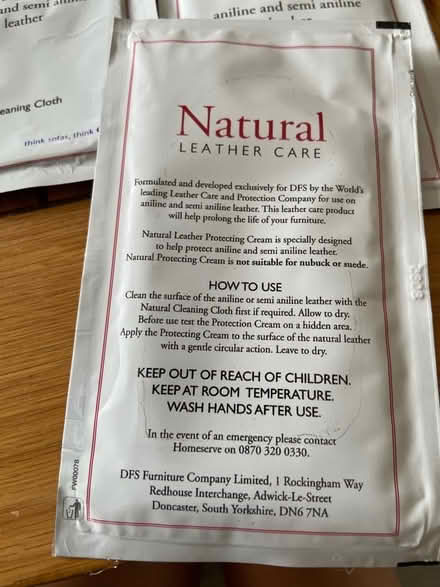 and semi
leather
eaning Cloth
think sofas, think
aniline and semi aniline
Natural
LEATHER CARE
Formulated and developed exclusively for DFS by the World's
leading Leather Care and Protection Company for use on
aniline and semi aniline leather. This leather care product
will help prolong the life of your furniture.
Natural Leather Protecting Cream is specially designed
to help protect aniline and semi aniline leather.
Natural Protecting Cream is not suitable for nubuck or suede.
HOW TO USE
Clean the surface of the aniline or semi aniline leather with the
Natural Cleaning Cloth first if required. Allow to dry.
Before use test the Protection Cream on a hidden area.
Apply the Protecting Cream to the surface of the natural leather
with a gentle circular action. Leave to dry.
KEEP OUT OF REACH OF CHILDREN.
KEEP AT ROOM TEMPERATURE.
WASH HANDS AFTER USE.
In the event of an emergency please contact
Homeserve on 0870 320 0330.
DFS Furniture Company Limited, 1 Rockingham Way
Redhouse Interchange, Adwick-Le-Street
Doncaster, South Yorkshire, DN6 7NA
PW00078